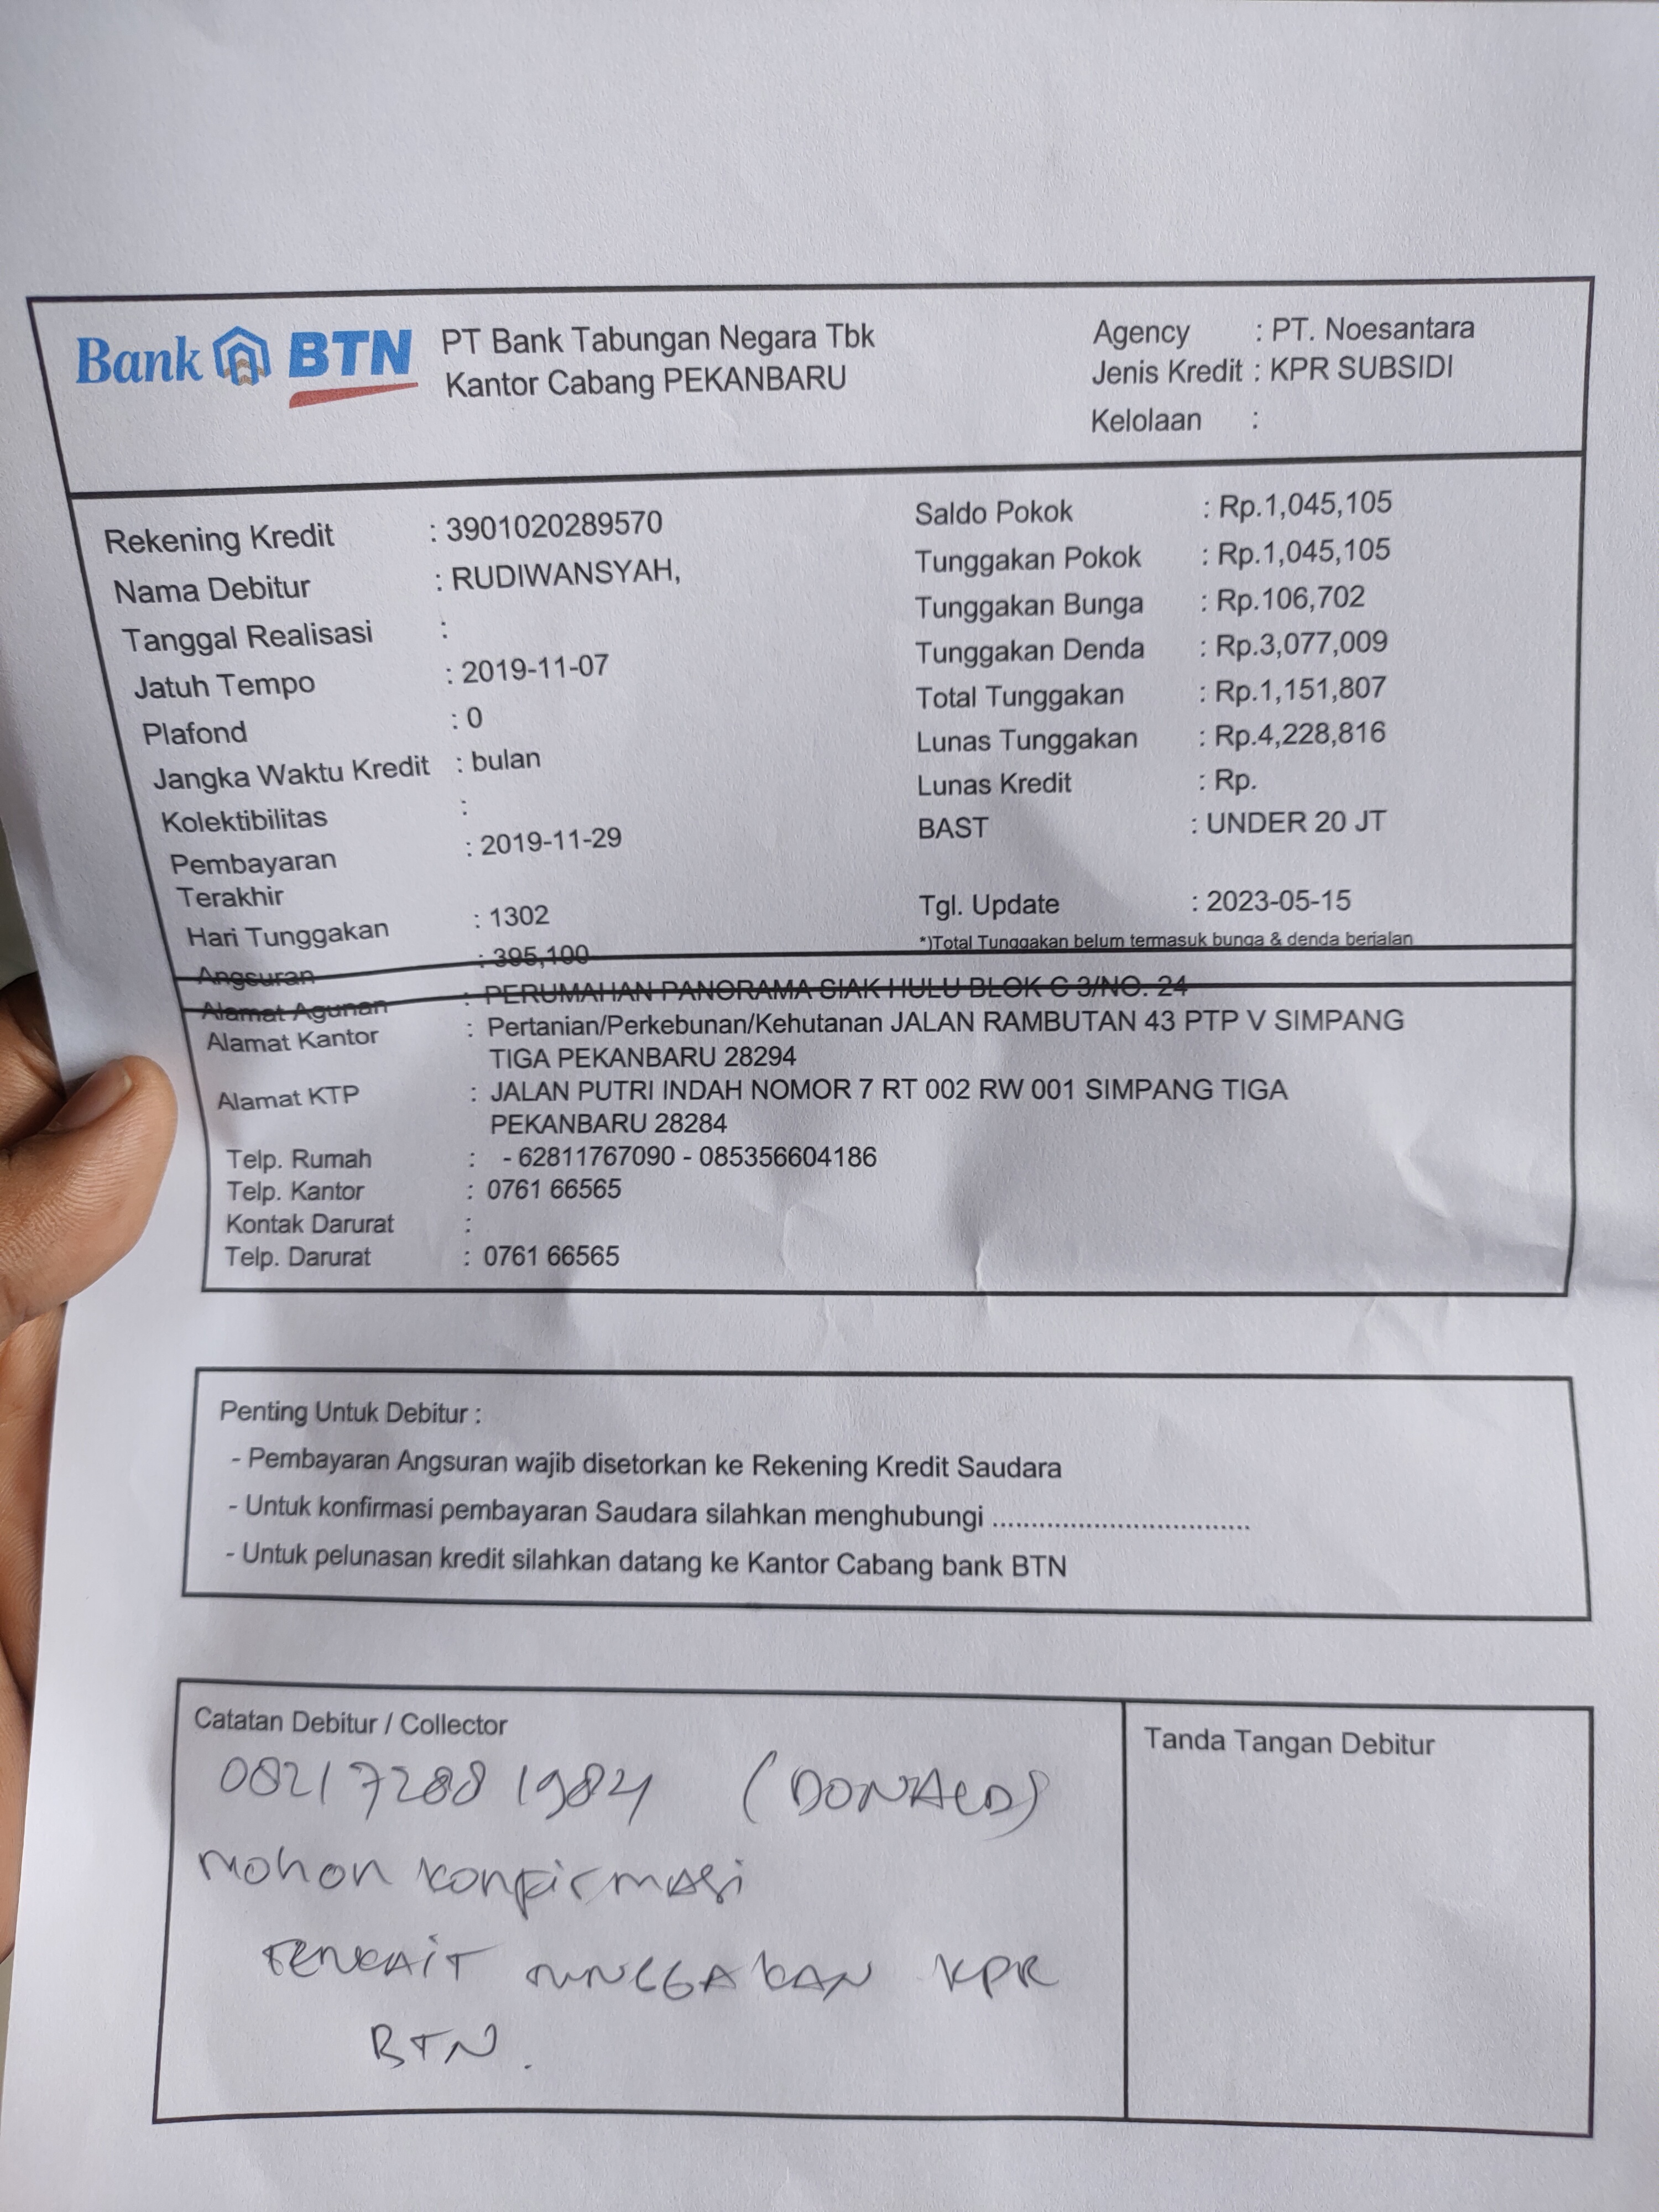 Bank BTN
PT Bank Tabungan Negara Tbk
Kantor Cabang PEKANBARU
Agency : PT. Noesantara
Jenis Kredit : KPR SUBSIDI
Kelolaan :
Rekening Kredit : 3901020289570
Nama Debitur : RUDIWANSYAH,
Tanggal Realisasi :
Jatuh Tempo : 2019-11-07
Plafond : 0
Jangka Waktu Kredit : bulan
Kolektibilitas :
Pembayaran : 2019-11-29
Terakhir
Hari Tunggakan : 1302
Angsuran : 395,100
Saldo Pokok : Rp.1,045,105
Tunggakan Pokok : Rp.1,045,105
Tunggakan Bunga : Rp.106,702
Tunggakan Denda : Rp.3,077,009
Total Tunggakan : Rp.1,151,807
Lunas Tunggakan : Rp.4,228,816
Lunas Kredit : Rp.
BAST : UNDER 20 JT
Tgl. Update : 2023-05-15
*)Total Tunggakan belum termasuk bunga & denda berjalan
Alamat Agunan : PERUMAHAN PANORAMA SIAK HULU BLOK C 3/NO. 24
Alamat Kantor : Pertanian/Perkebunan/Kehutanan JALAN RAMBUTAN 43 PTP V SIMPANG
TIGA PEKANBARU 28294
Alamat KTP : JALAN PUTRI INDAH NOMOR 7 RT 002 RW 001 SIMPANG TIGA
PEKANBARU 28284
Telp. Rumah : - 62811767090 - 085356604186
Telp. Kantor : 0761 66565
Kontak Darurat :
Telp. Darurat : 0761 66565
Penting Untuk Debitur :
- Pembayaran Angsuran wajib disetorkan ke Rekening Kredit Saudara
- Untuk konfirmasi pembayaran Saudara silahkan menghubungi .................................
- Untuk pelunasan kredit silahkan datang ke Kantor Cabang bank BTN
Catatan Debitur / Collector
082172881984 (DONALD)
Mohon konfirmasi
TERKAIT TUNGGAKAN KPR
BTN.
Tanda Tangan Debitur